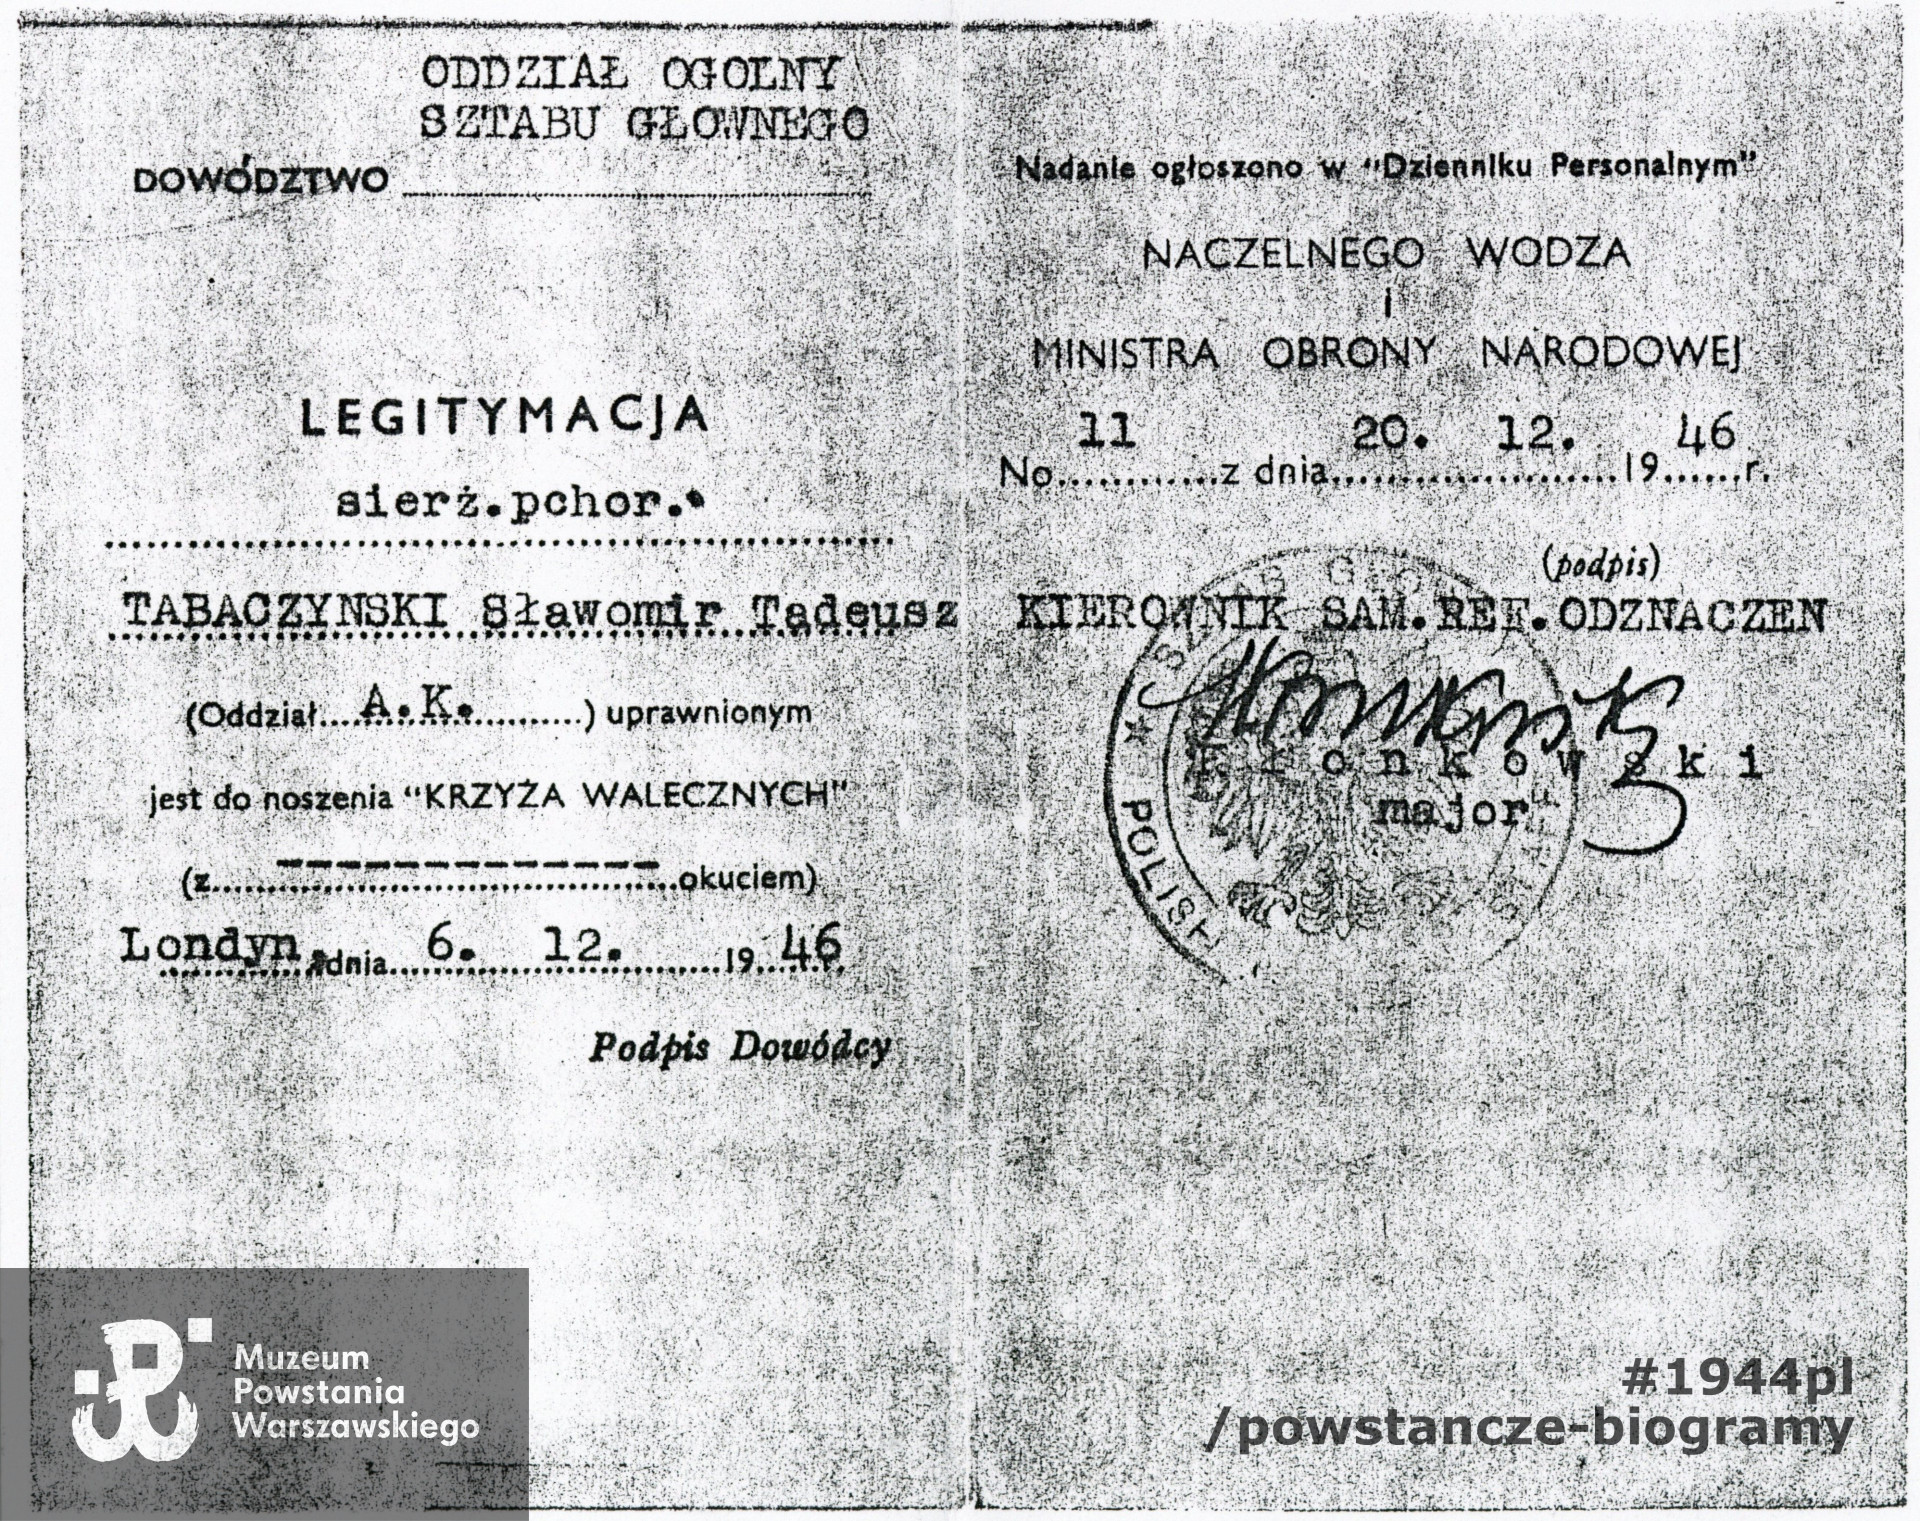 ODDZIAŁ OGOLNY
SZTABU GŁOWNEGO
DOWÓDZTWO
LEGITYMACJA
sierż.pchor.
TABACZYNSKI Sławomir Tadeusz
(Oddział....A.K...........) uprawnionym
jest do noszenia "KRZYŻA WALECZNYCH"
(z.............okuciem)
Londyn, dnia 6. 12. 1946
Podpis Dowódcy
Nadanie ogłoszono w "Dzienniku Personalnym"
NACZELNEGO WODZA
i
MINISTRA OBRONY NARODOWEJ
No 11 z dnia 20. 12. 1946 r.
(podpis)
KIEROWNIK SAM.REF.ODZNACZEN
major
POLISH
Muzeum
Powstania
Warszawskiego
#1944pl
/powstancze-biogramy